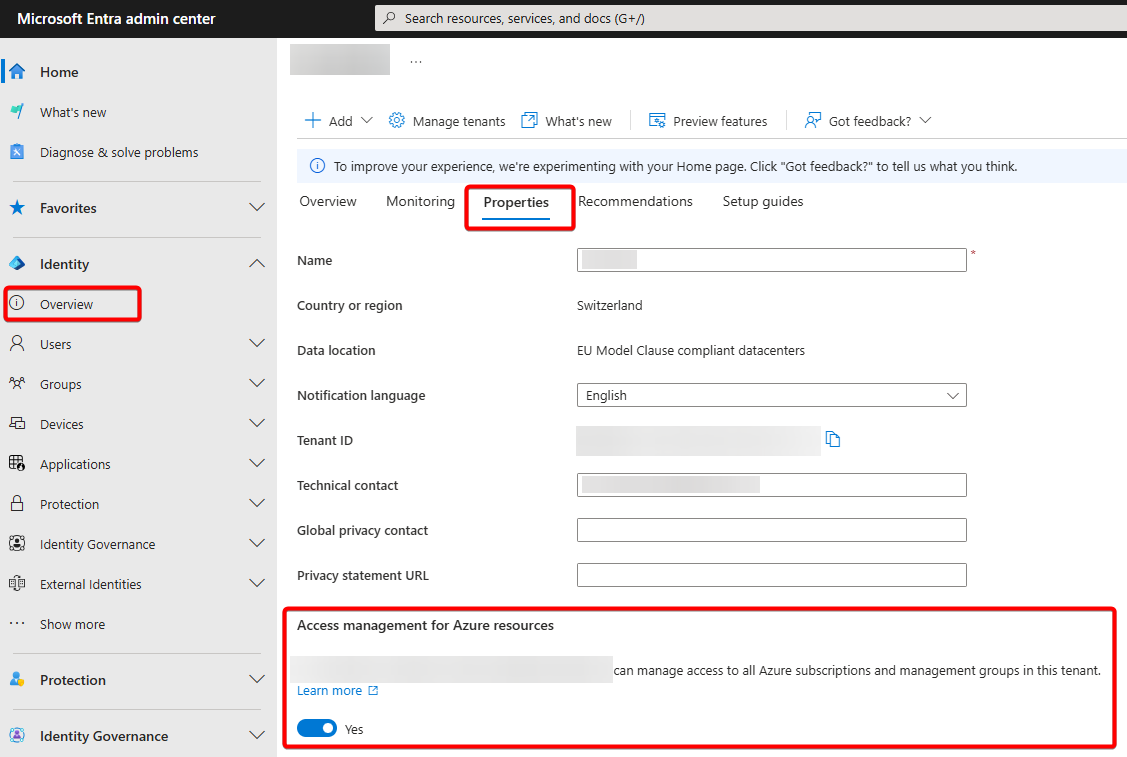 Microsoft Entra admin center
Search resources, services, and docs (G+/)
Home
What's new
Diagnose & solve problems
Favorites
Identity
Overview
Users
Groups
Devices
Applications
Protection
Identity Governance
External Identities
... Show more
Protection
Identity Governance
...
Add
Manage tenants
What's new
Preview features
Got feedback?
To improve your experience, we're experimenting with your Home page. Click "Got feedback?" to tell us what you think.
Overview Monitoring Properties Recommendations Setup guides
Name *
Country or region Switzerland
Data location EU Model Clause compliant datacenters
Notification language English
Tenant ID
Technical contact
Global privacy contact
Privacy statement URL
Access management for Azure resources
can manage access to all Azure subscriptions and management groups in this tenant.
Learn more
Yes